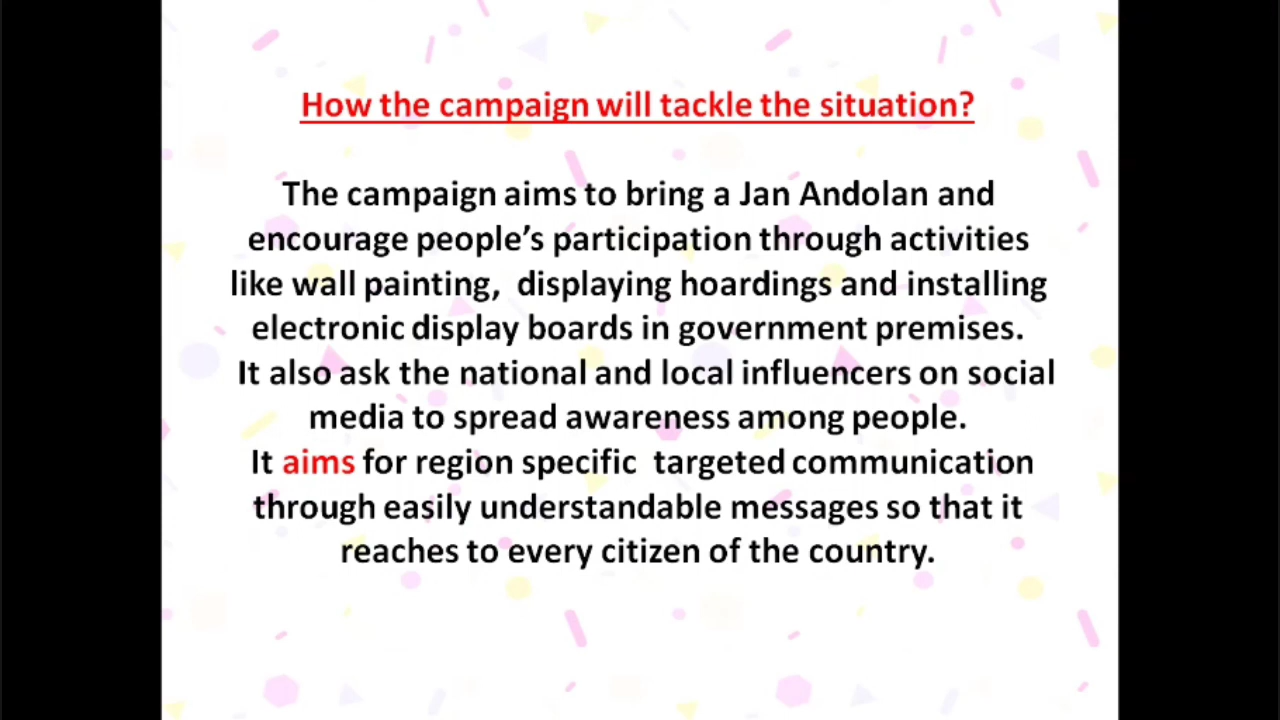 How the campaign will tackle the situation?
The campaign aims to bring a Jan Andolan and
encourage people’s participation through activities
like wall painting,  displaying hoardings and installing
electronic display boards in government premises.
It also ask the national and local influencers on social
media to spread awareness among people.
It aims for region specific  targeted communication
through easily understandable messages so that it
reaches to every citizen of the country.